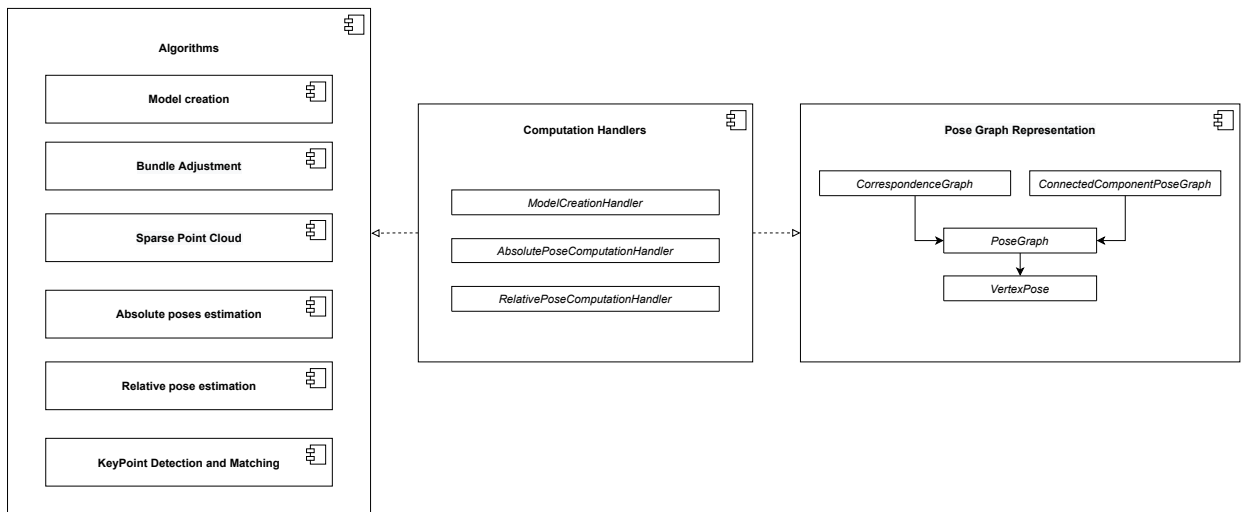 Algorithms
Model creation
Bundle Adjustment
Sparse Point Cloud
Absolute poses estimation
Relative pose estimation
KeyPoint Detection and Matching
Computation Handlers
ModelCreationHandler
AbsolutePoseComputationHandler
RelativePoseComputationHandler
Pose Graph Representation
CorrespondenceGraph
ConnectedComponentPoseGraph
PoseGraph
VertexPose